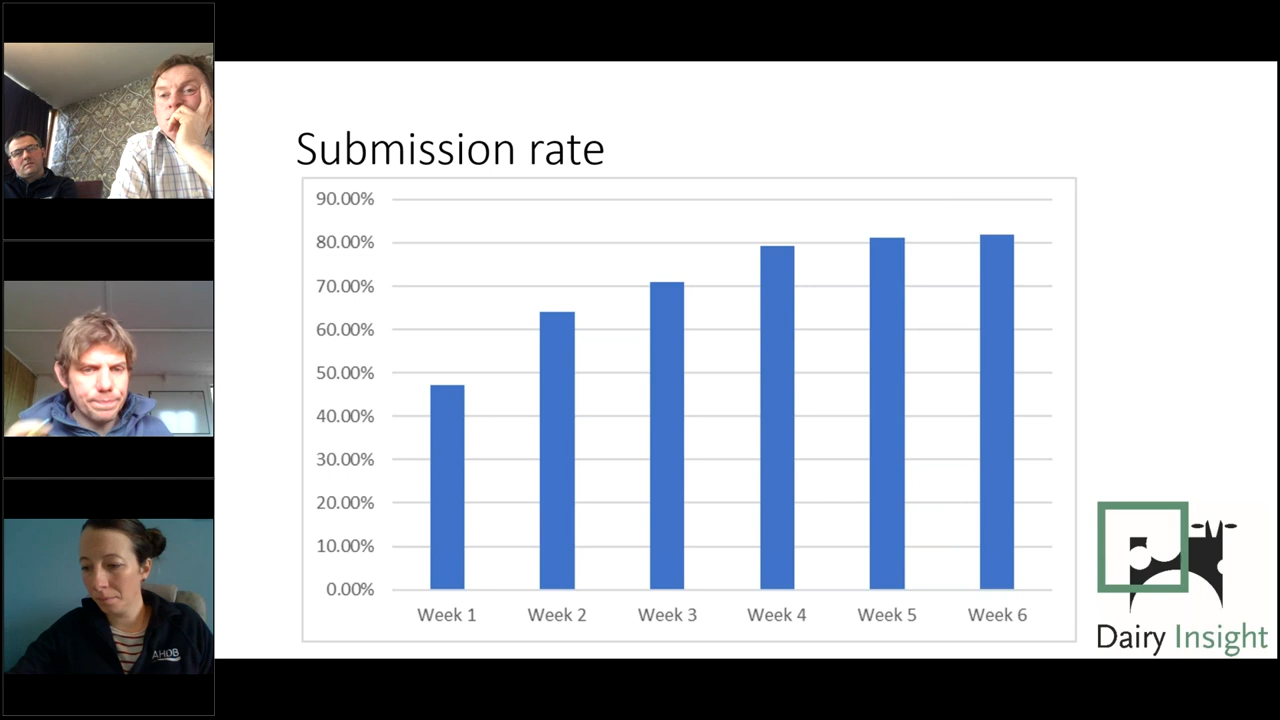 Submission rate
90.00%
80.00%
70.00%
60.00%
50.00%
40.00%
30.00%
20.00%
10.00%
0.00%
Week 1 Week 2 Week 3 Week 4 Week 5 Week 6
Dairy Insight
AHDB